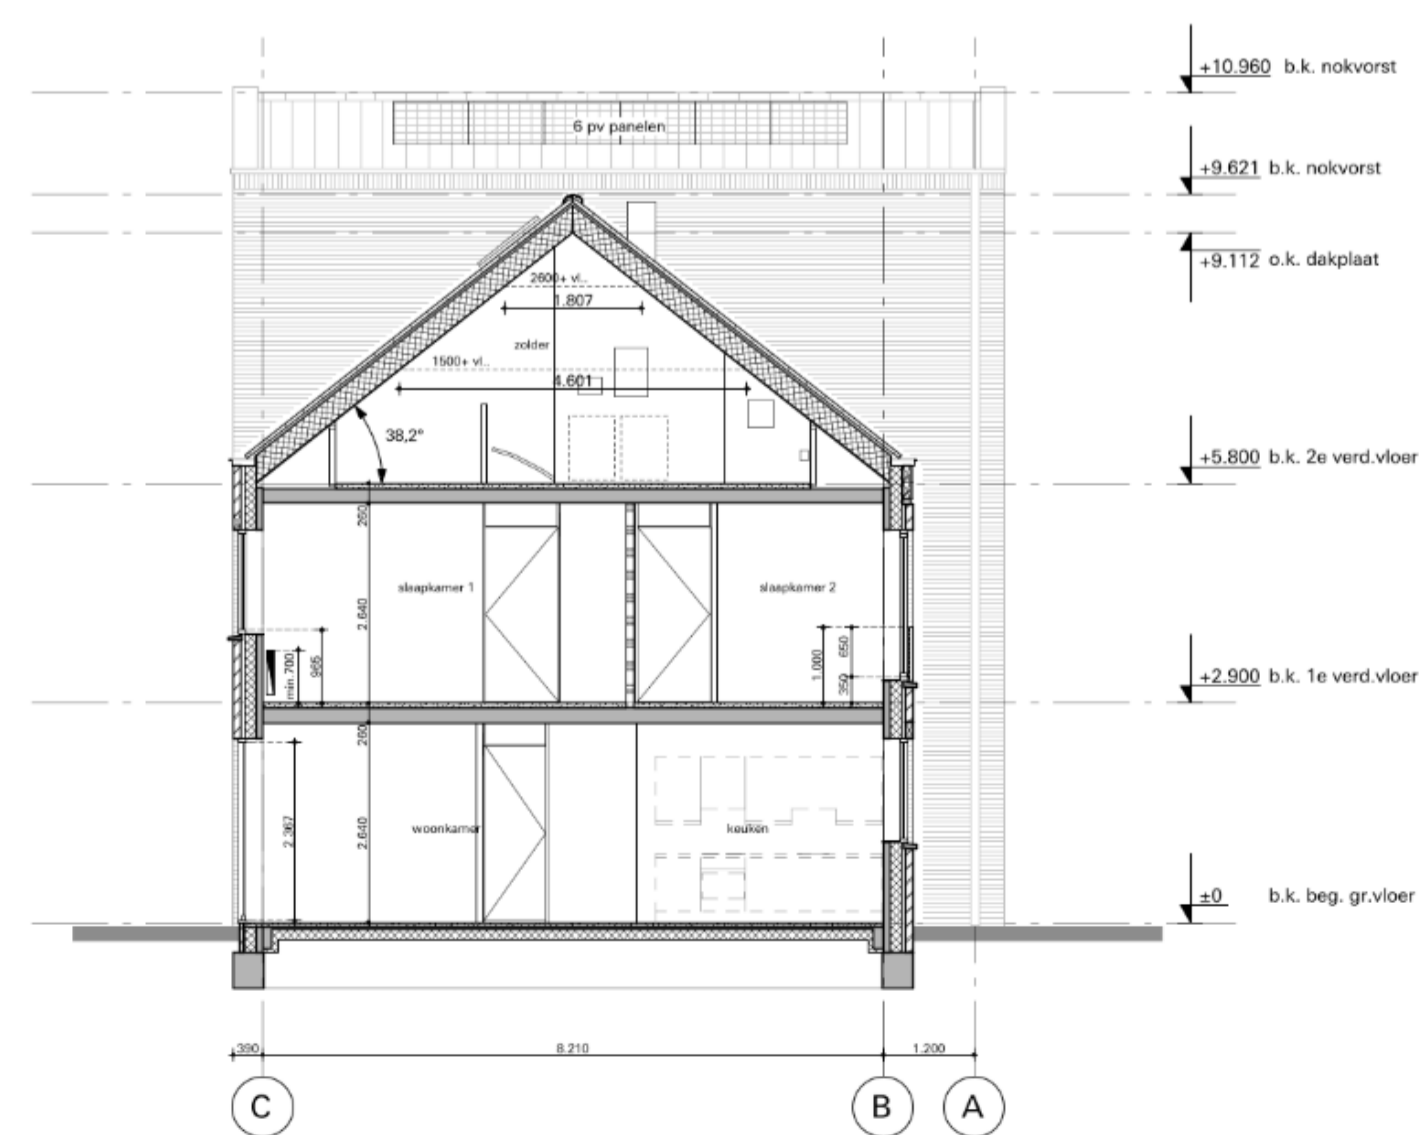 +10.960 b.k. nokvorst
6 pv panelen
+9.621 b.k. nokvorst
+9.112 o.k. dakplaat
2600+ vl..
1.807
zolder
1500+ vl..
4.601
38,2°
+5.800 b.k. 2e verd.vloer
260
slaapkamer 1
slaapkamer 2
2.640
min. 700
965
1.000
650
350
+2.900 b.k. 1e verd.vloer
260
woonkamer
keuken
2.367
2.640
±0 b.k. beg. gr.vloer
390
8.210
1.200
C
B
A